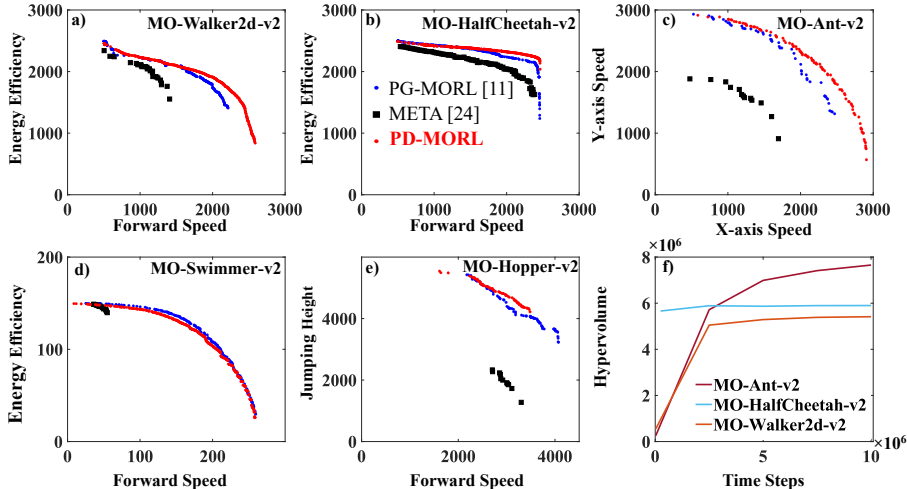 a) MO-Walker2d-v2
Energy Efficiency
3000
2000
1000
0
0 1000 2000 3000
Forward Speed
b) MO-HalfCheetah-v2
Energy Efficiency
3000
2000
1000
0
0 1000 2000 3000
Forward Speed
PG-MORL [11]
META [24]
PD-MORL
c) MO-Ant-v2
Y-axis Speed
3000
2000
1000
0
0 1000 2000 3000
X-axis Speed
d) MO-Swimmer-v2
Energy Efficiency
200
100
0
0 100 200
Forward Speed
e) MO-Hopper-v2
Jumping Height
4000
2000
0
0 2000 4000
Forward Speed
f)
×10⁶
Hypervolume
8
6
4
2
0
0 5 10
×10⁶
Time Steps
MO-Ant-v2
MO-HalfCheetah-v2
MO-Walker2d-v2